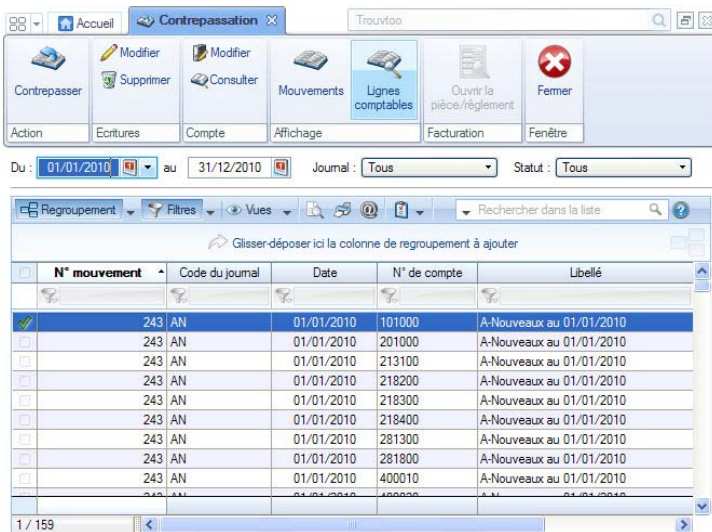 Accueil Contrepassation Trouvtoo
Modifier Modifier
Contrepasser Supprimer Consulter Mouvements Lignes comptables Ouvrir la pièce/règlement Fermer
Action Ecritures Compte Affichage Facturation Fenêtre
Du : 01/01/2010 au 31/12/2010 Journal : Tous Statut : Tous
Regroupement Filtres Vues Rechercher dans la liste
Glisser-déposer ici la colonne de regroupement à ajouter
N° mouvement Code du journal Date N° de compte Libellé
243 AN 01/01/2010 101000 A-Nouveaux au 01/01/2010
243 AN 01/01/2010 201000 A-Nouveaux au 01/01/2010
243 AN 01/01/2010 213100 A-Nouveaux au 01/01/2010
243 AN 01/01/2010 218200 A-Nouveaux au 01/01/2010
243 AN 01/01/2010 218300 A-Nouveaux au 01/01/2010
243 AN 01/01/2010 218400 A-Nouveaux au 01/01/2010
243 AN 01/01/2010 281300 A-Nouveaux au 01/01/2010
243 AN 01/01/2010 281800 A-Nouveaux au 01/01/2010
243 AN 01/01/2010 400010 A-Nouveaux au 01/01/2010
1 / 159